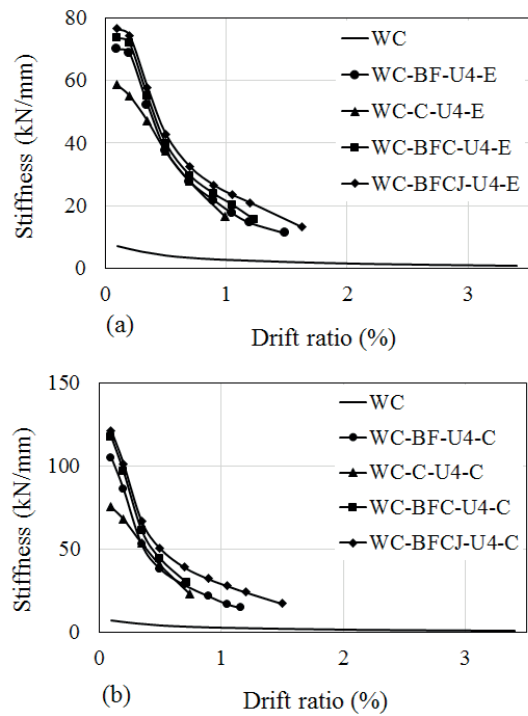 80
60
40
20
0
Stiffness (kN/mm)
WC
WC-BF-U4-E
WC-C-U4-E
WC-BFC-U4-E
WC-BFCJ-U4-E
0 1 2 3
(a)
Drift ratio (%)
150
100
50
0
Stiffness (kN/mm)
WC
WC-BF-U4-C
WC-C-U4-C
WC-BFC-U4-C
WC-BFCJ-U4-C
0 1 2 3
(b)
Drift ratio (%)